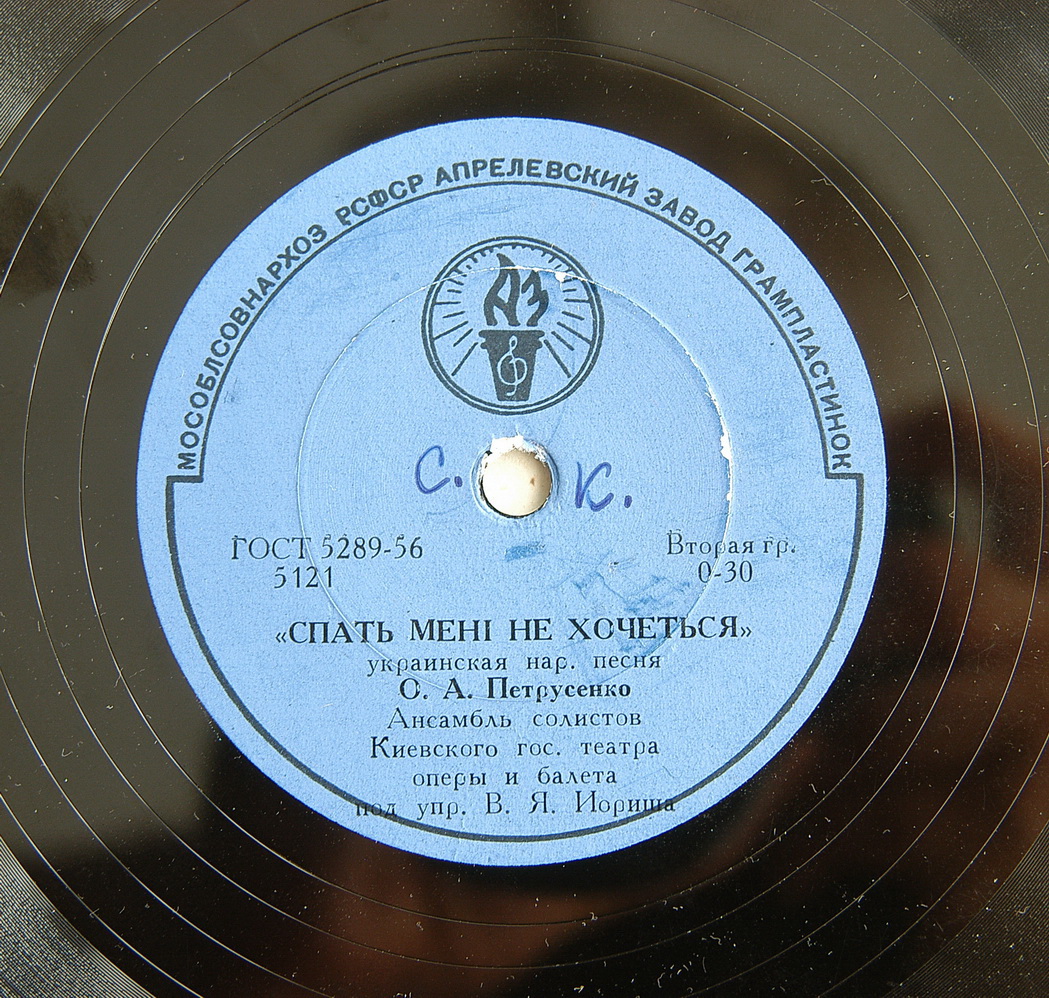 МОСОБЛСОВНАРХОЗ РСФСР АПРЕЛЕВСКИЙ ЗАВОД ГРАМПЛАСТИНОК
АЗ
С. К.
ГОСТ 5289-56 Вторая гр.
5121 0-30
«СПАТЬ МЕНІ НЕ ХОЧЕТЬСЯ»
украинская нар. песня
О. А. Петрусенко
Ансамбль солистов
Киевского гос. театра
оперы и балета
под упр. В. Я. Иориша